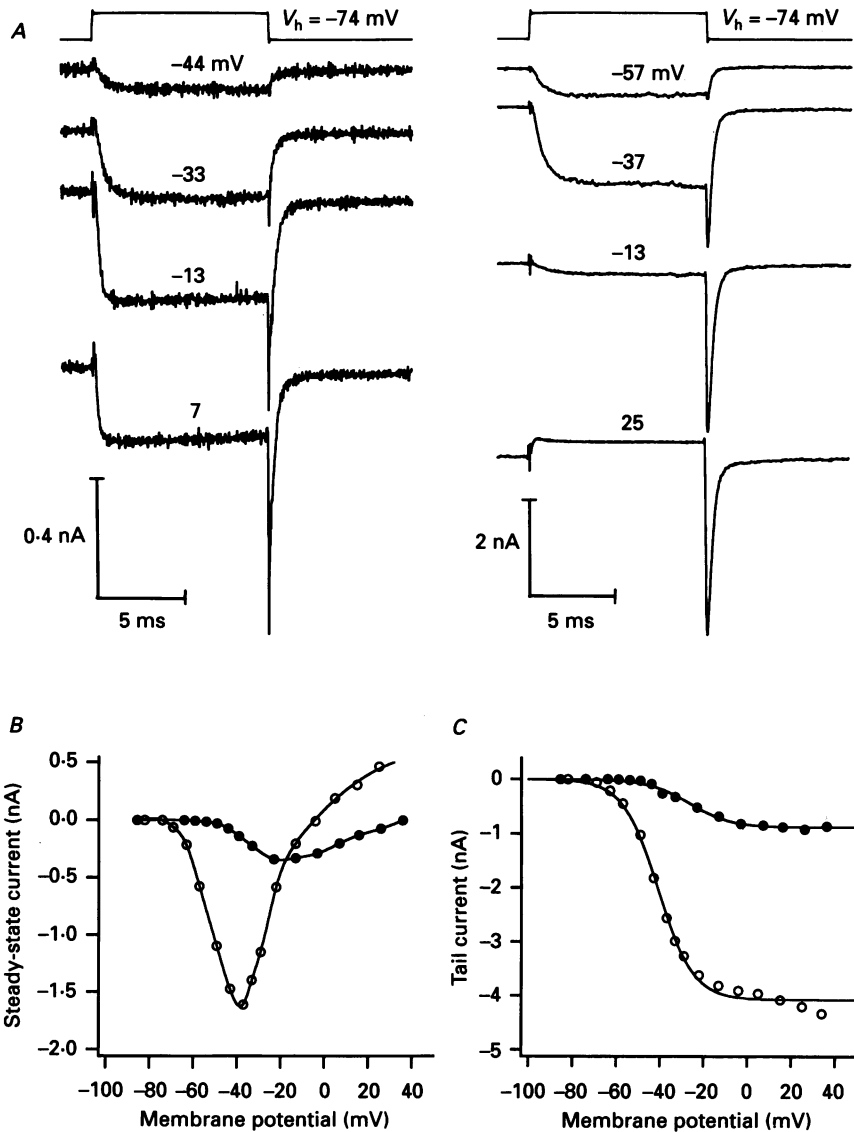 A
Vh = −74 mV
−44 mV
−33
−13
7
0·4 nA
5 ms
Vh = −74 mV
−57 mV
−37
−13
25
2 nA
5 ms
B
Steady-state current (nA)
0·5
0·0
−0·5
−1·0
−1·5
−2·0
−100 −80 −60 −40 −20 0 20 40
Membrane potential (mV)
C
Tail current (nA)
0
−1
−2
−3
−4
−5
−100 −80 −60 −40 −20 0 20 40
Membrane potential (mV)